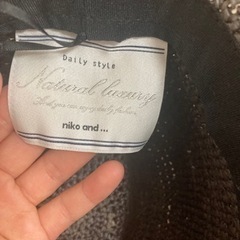 Daily style
Natural luxury
niko and ...